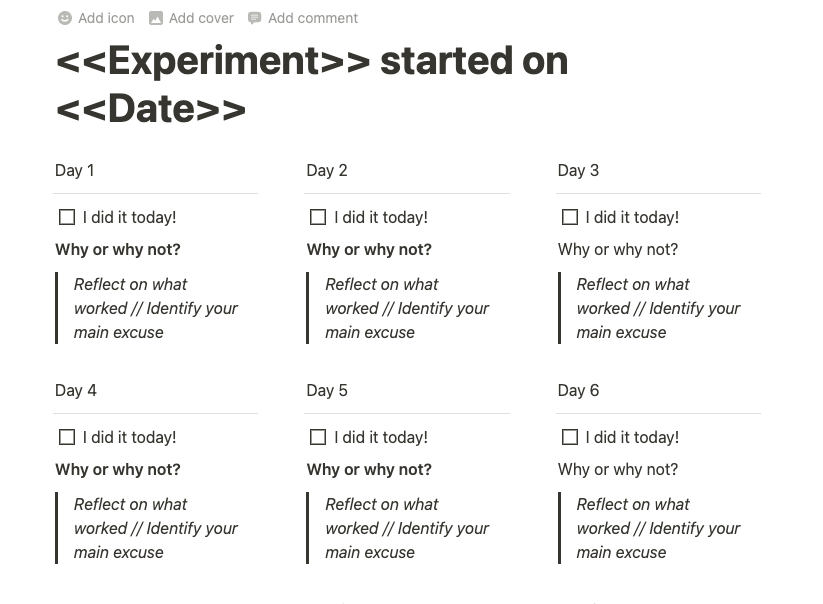 Add icon Add cover Add comment
<<Experiment>> started on
<<Date>>
Day 1
I did it today!
Why or why not?
Reflect on what
worked // Identify your
main excuse
Day 2
I did it today!
Why or why not?
Reflect on what
worked // Identify your
main excuse
Day 3
I did it today!
Why or why not?
Reflect on what
worked // Identify your
main excuse
Day 4
I did it today!
Why or why not?
Reflect on what
worked // Identify your
main excuse
Day 5
I did it today!
Why or why not?
Reflect on what
worked // Identify your
main excuse
Day 6
I did it today!
Why or why not?
Reflect on what
worked // Identify your
main excuse